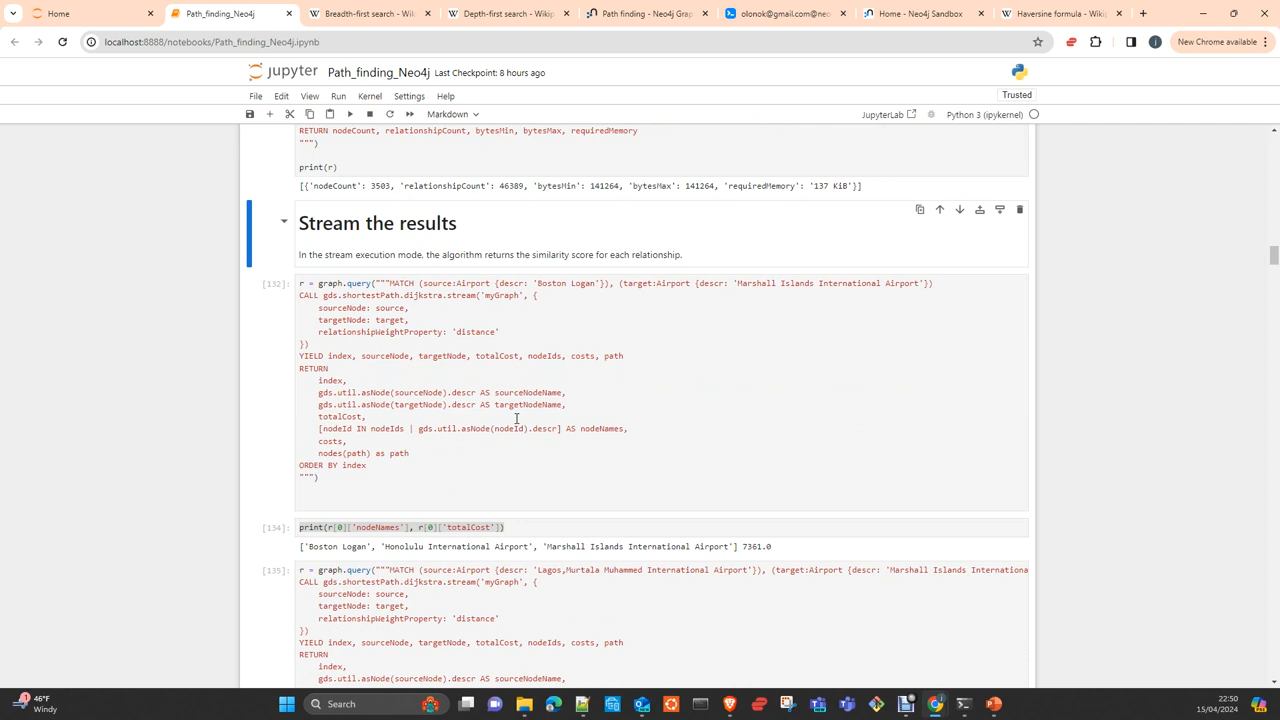 Home
Path_finding_Neo4j
Breadth-first search - Wiki
Depth-first search - Wikip
Path finding - Neo4j Grap
olonok@gmail.com@neo
Home - Neo4j Sandbox
Haversine formula - Wikip
localhost:8888/notebooks/Path_finding_Neo4j.ipynb
New Chrome available
jupyter Path_finding_Neo4j Last Checkpoint: 8 hours ago
File Edit View Run Kernel Settings Help
Trusted
Markdown
JupyterLab
Python 3 (ipykernel)
RETURN nodeCount, relationshipCount, bytesMin, bytesMax, requiredMemory
""")
print(r)
[{'nodeCount': 3503, 'relationshipCount': 46389, 'bytesMin': 141264, 'bytesMax': 141264, 'requiredMemory': '137 KiB'}]
Stream the results
In the stream execution mode, the algorithm returns the similarity score for each relationship.
[132]:
r = graph.query("""MATCH (source:Airport {descr: 'Boston Logan'}), (target:Airport {descr: 'Marshall Islands International Airport'})
CALL gds.shortestPath.dijkstra.stream('myGraph', {
sourceNode: source,
targetNode: target,
relationshipWeightProperty: 'distance'
})
YIELD index, sourceNode, targetNode, totalCost, nodeIds, costs, path
RETURN
index,
gds.util.asNode(sourceNode).descr AS sourceNodeName,
gds.util.asNode(targetNode).descr AS targetNodeName,
totalCost,
[nodeId IN nodeIds | gds.util.asNode(nodeId).descr] AS nodeNames,
costs,
nodes(path) as path
ORDER BY index
""")
[134]:
print(r[0]['nodeNames'], r[0]['totalCost'])
['Boston Logan', 'Honolulu International Airport', 'Marshall Islands International Airport'] 7361.0
[135]:
r = graph.query("""MATCH (source:Airport {descr: 'Lagos,Murtala Muhammed International Airport'}), (target:Airport {descr: 'Marshall Islands Internationa
CALL gds.shortestPath.dijkstra.stream('myGraph', {
sourceNode: source,
targetNode: target,
relationshipWeightProperty: 'distance'
})
YIELD index, sourceNode, targetNode, totalCost, nodeIds, costs, path
RETURN
index,
gds.util.asNode(sourceNode).descr AS sourceNodeName,
46°F
Windy
Search
22:50
15/04/2024